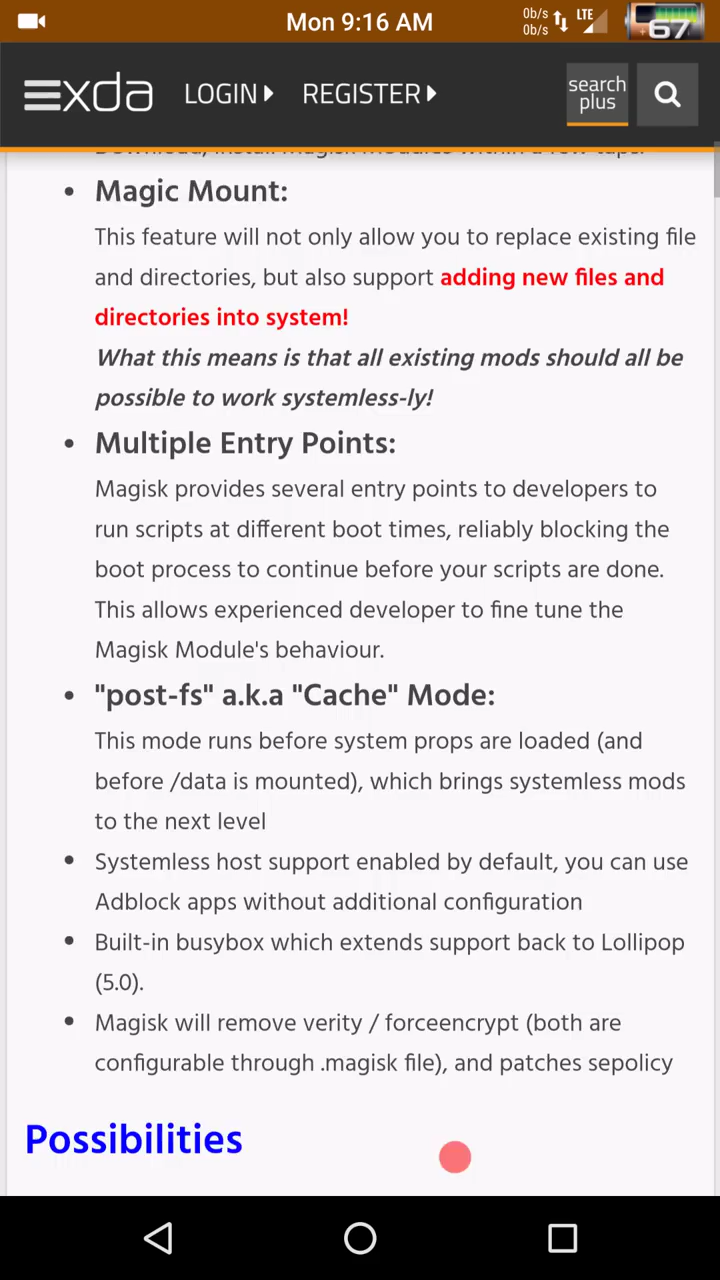 Mon 9:16 AM
0b/s
0b/s
LTE
67
xda
LOGIN
REGISTER
search
plus
Download, install Magisk Modules within a few taps!
Magic Mount:
This feature will not only allow you to replace existing file
and directories, but also support adding new files and
directories into system!
What this means is that all existing mods should all be
possible to work systemless-ly!
Multiple Entry Points:
Magisk provides several entry points to developers to
run scripts at different boot times, reliably blocking the
boot process to continue before your scripts are done.
This allows experienced developer to fine tune the
Magisk Module's behaviour.
"post-fs" a.k.a "Cache" Mode:
This mode runs before system props are loaded (and
before /data is mounted), which brings systemless mods
to the next level
Systemless host support enabled by default, you can use
Adblock apps without additional configuration
Built-in busybox which extends support back to Lollipop
(5.0).
Magisk will remove verity / forceencrypt (both are
configurable through .magisk file), and patches sepolicy
Possibilities